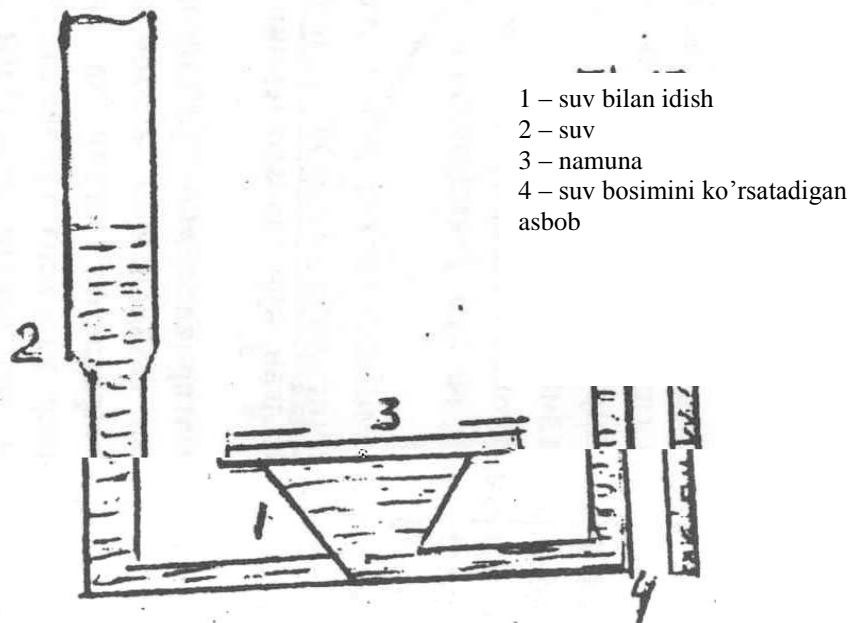 1 – suv bilan idish
2 – suv
3 – namuna
4 – suv bosimini ko’rsatadigan
asbob
2
3
1
4